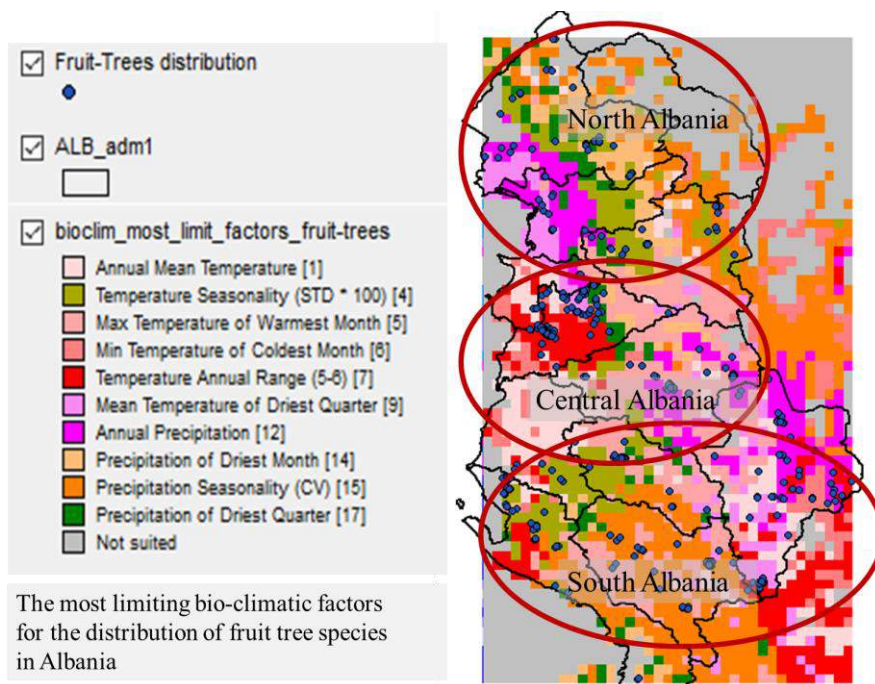 Fruit-Trees distribution
ALB_adm1
bioclim_most_limit_factors_fruit-trees
Annual Mean Temperature [1]
Temperature Seasonality (STD * 100) [4]
Max Temperature of Warmest Month [5]
Min Temperature of Coldest Month [6]
Temperature Annual Range (5-6) [7]
Mean Temperature of Driest Quarter [9]
Annual Precipitation [12]
Precipitation of Driest Month [14]
Precipitation Seasonality (CV) [15]
Precipitation of Driest Quarter [17]
Not suited
The most limiting bio-climatic factors
for the distribution of fruit tree species
in Albania
North Albania
Central Albania
South Albania